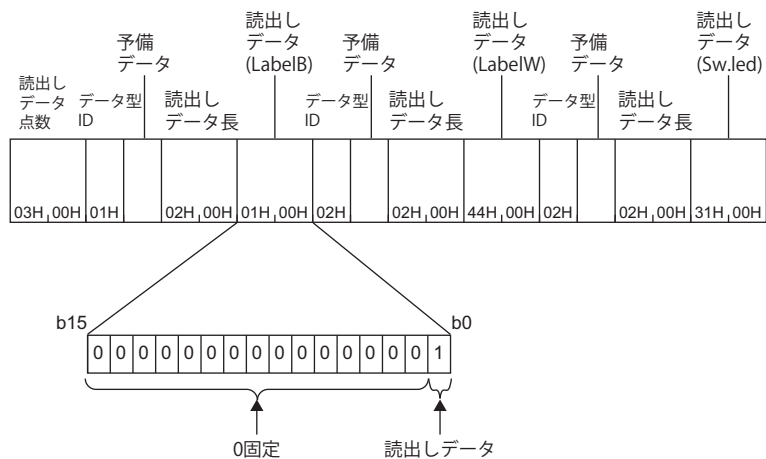 読出し
データ
点数
データ型
ID
予備
データ
読出し
データ長
読出し
データ
(LabelB)
データ型
ID
予備
データ
読出し
データ長
読出し
データ
(LabelW)
データ型
ID
予備
データ
読出し
データ長
読出し
データ
(Sw.led)
03H 00H 01H 02H 00H 01H 00H 02H 02H 00H 44H 00H 02H 02H 00H 31H 00H
b15 b0
0 0 0 0 0 0 0 0 0 0 0 0 0 0 0 1
0固定 読出しデータ